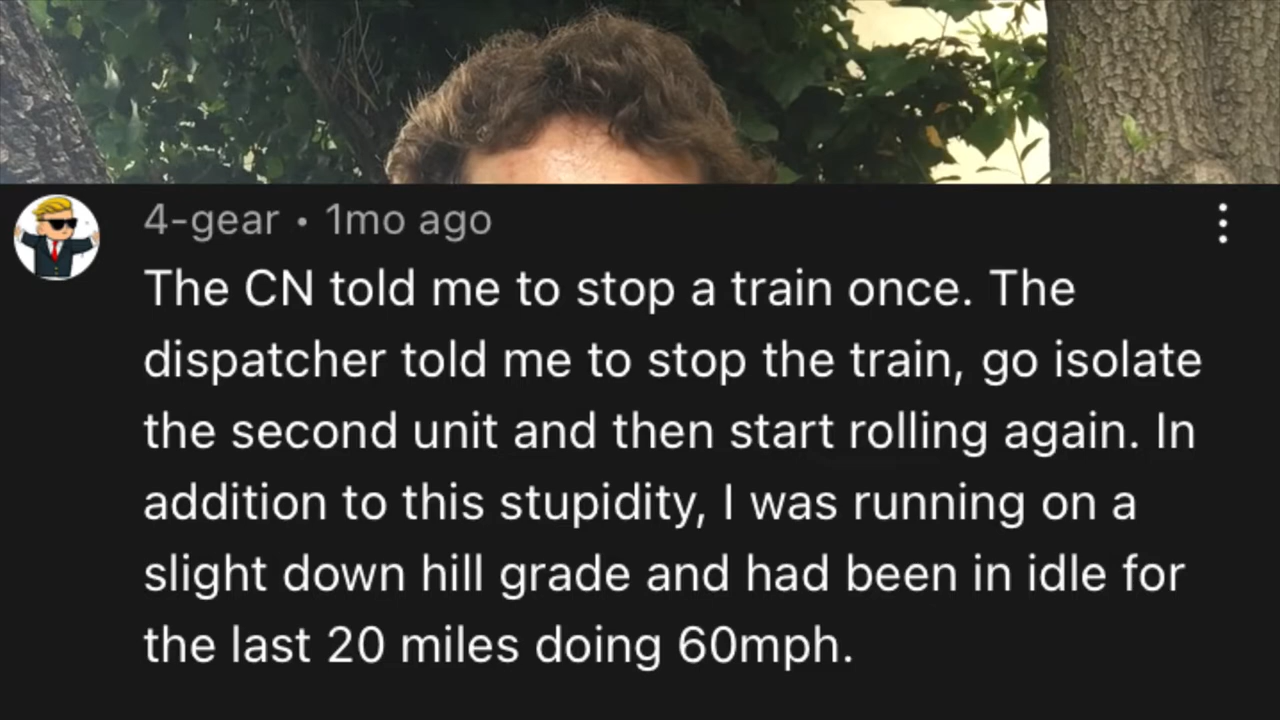 4-gear • 1mo ago
The CN told me to stop a train once. The
dispatcher told me to stop the train, go isolate
the second unit and then start rolling again. In
addition to this stupidity, I was running on a
slight down hill grade and had been in idle for
the last 20 miles doing 60mph.